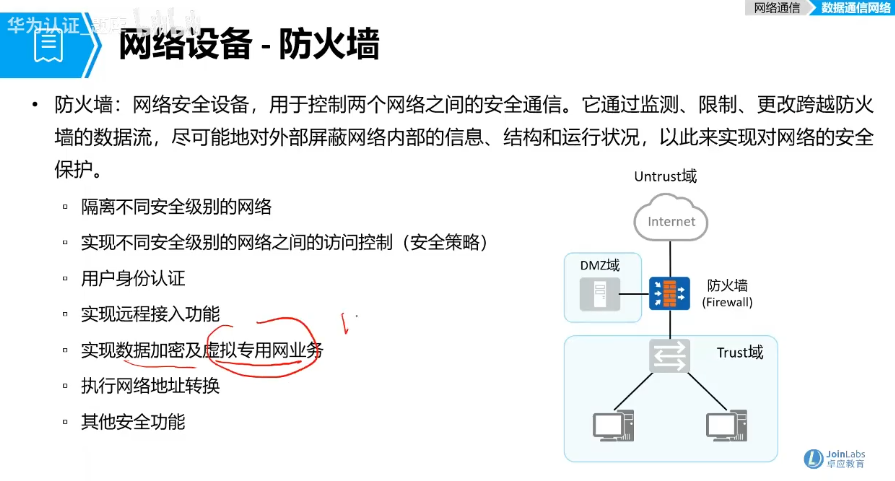 网络通信 数据通信网络
华为认证_
网络设备 - 防火墙
• 防火墙：网络安全设备，用于控制两个网络之间的安全通信。它通过监测、限制、更改跨越防火
墙的数据流，尽可能地对外部屏蔽网络内部的信息、结构和运行状况，以此来实现对网络的安全
保护。
▫ 隔离不同安全级别的网络
▫ 实现不同安全级别的网络之间的访问控制（安全策略）
▫ 用户身份认证
▫ 实现远程接入功能
▫ 实现数据加密及虚拟专用网业务
▫ 执行网络地址转换
▫ 其他安全功能
Untrust域
Internet
DMZ域
防火墙
(Firewall)
Trust域
JoinLabs
卓应教育